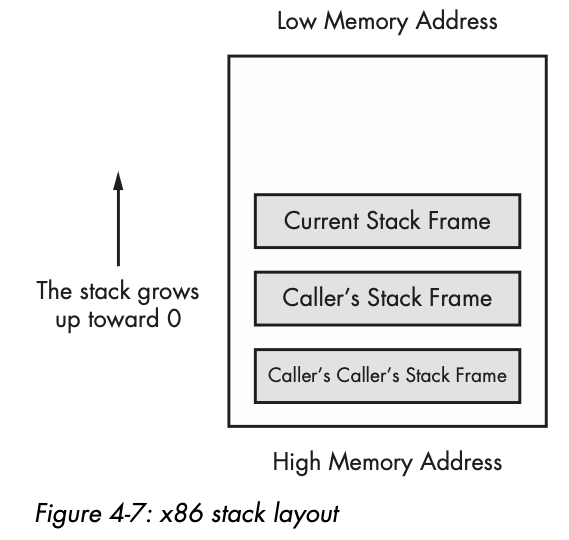 Low Memory Address
Current Stack Frame
The stack grows
up toward 0
Caller's Stack Frame
Caller's Caller's Stack Frame
High Memory Address
Figure 4-7: x86 stack layout